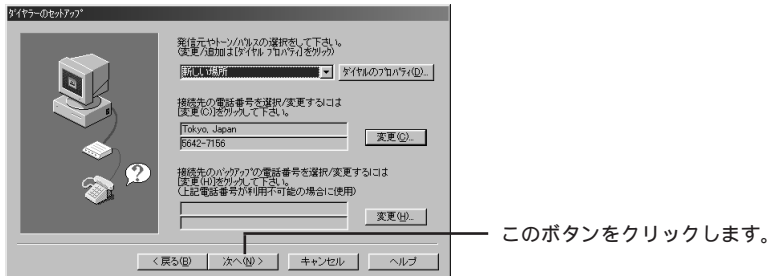 ダイヤラーのセットアップ
発信元やトーン/パルスの選択をして下さい。
(変更/追加は[ダイヤル プロパティ]をクリック)
新しい場所
ダイヤルのプロパティ(D)...
接続先の電話番号を選択/変更するには
[変更(C)]をクリックして下さい。
Tokyo, Japan
5642-7156
変更(C)...
接続先のバックアップの電話番号を選択/変更するには
[変更(H)]をクリックして下さい。
(上記電話番号が利用不可能の場合に使用)
変更(H)...
このボタンをクリックします。
< 戻る(B)
次へ(N) >
キャンセル
ヘルプ